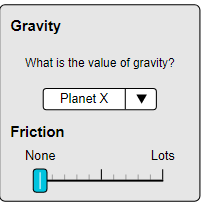 Gravity
What is the value of gravity?
Planet X
Friction
None Lots